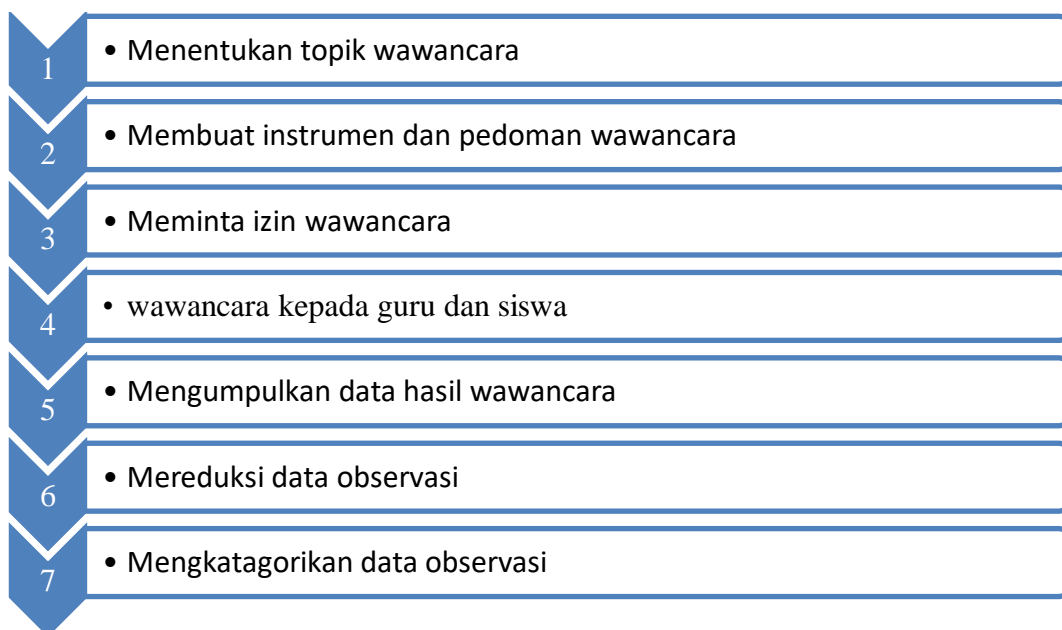 1 • Menentukan topik wawancara
2 • Membuat instrumen dan pedoman wawancara
3 • Meminta izin wawancara
4 • wawancara kepada guru dan siswa
5 • Mengumpulkan data hasil wawancara
6 • Mereduksi data observasi
7 • Mengkatagorikan data observasi